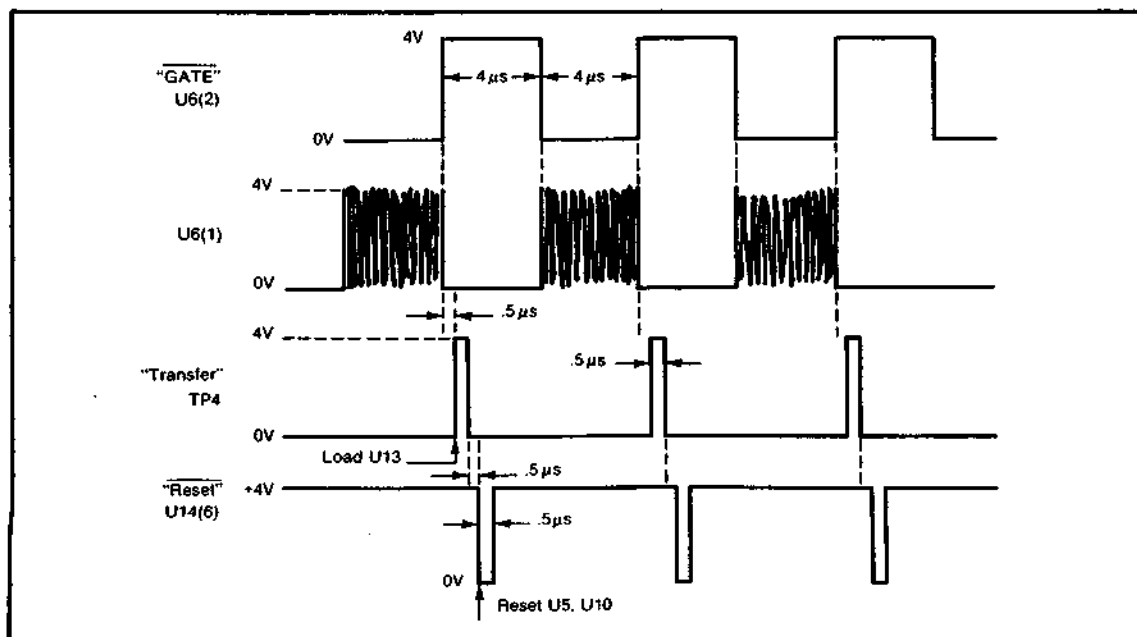 4V
"GATE"
U6(2)
4 µs
4 µs
0V
4V
U6(1)
0V
.5 µs
4V
"Transfer"
TP4
.5 µs
0V
Load U13
.5 µs
"Reset"
U14(6)
+4V
.5 µs
0V
Reset U5, U10